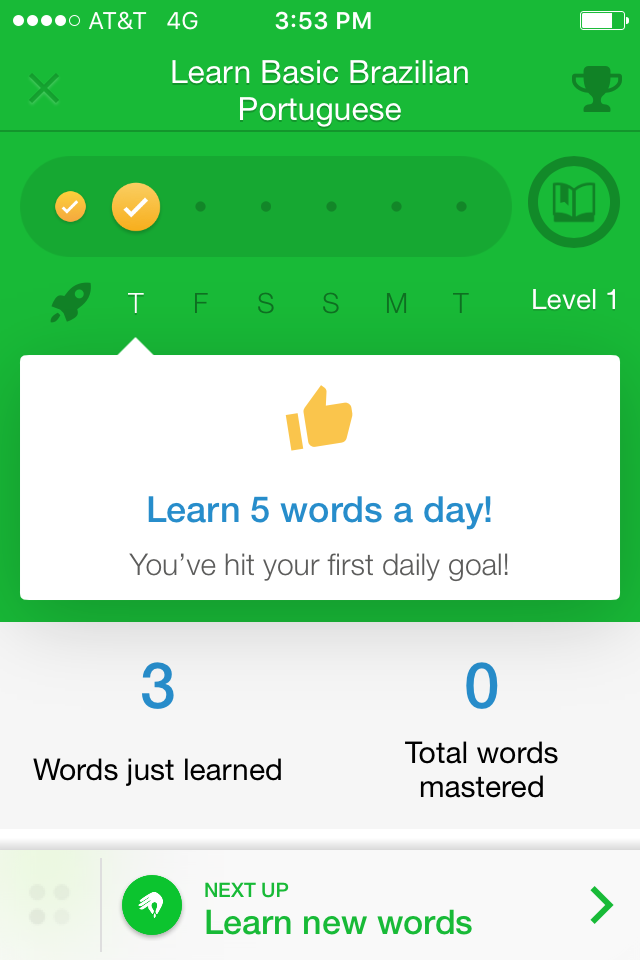 AT&T 4G 3:53 PM
Learn Basic Brazilian
Portuguese
T F S S M T
Level 1
Learn 5 words a day!
You've hit your first daily goal!
3 0
Words just learned
Total words
mastered
NEXT UP
Learn new words